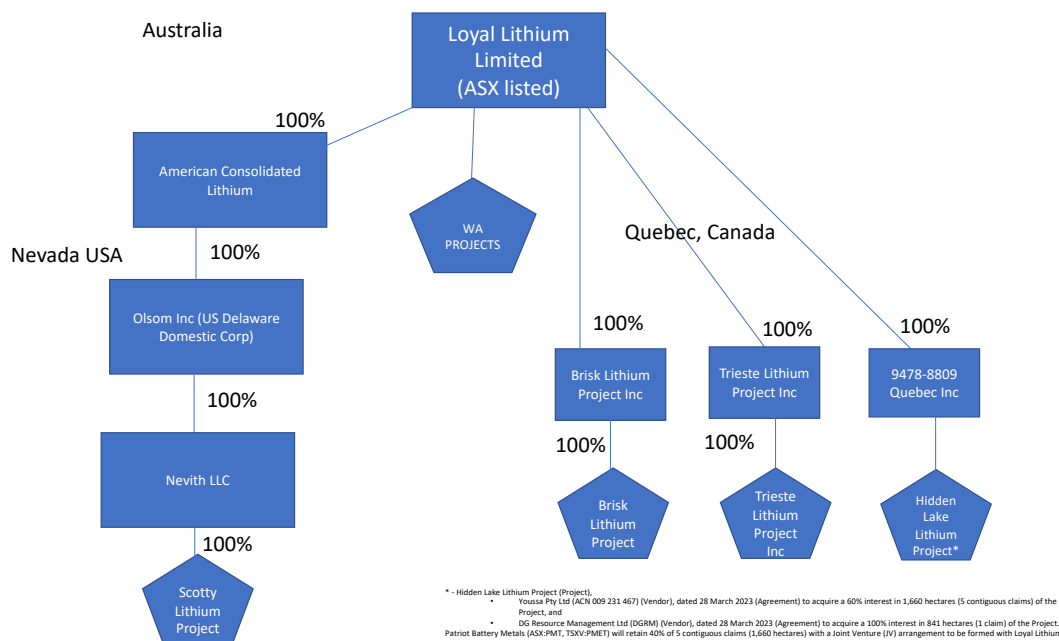 Australia
Loyal Lithium
Limited
(ASX listed)
100%
American Consolidated
Lithium
WA
PROJECTS
Quebec, Canada
Nevada USA
100%
Olsom Inc (US Delaware
Domestic Corp)
100%
100%
100%
Brisk Lithium
Project Inc
Trieste Lithium
Project Inc
9478-8809
Quebec Inc
100%
100%
100%
Nevith LLC
Brisk
Lithium
Project
Trieste
Lithium
Project
Inc
Hidden
Lake
Lithium
Project*
100%
Scotty
Lithium
Project
* - Hidden Lake Lithium Project (Project),
• Youssa Pty Ltd (ACN 009 231 467) (Vendor), dated 28 March 2023 (Agreement) to acquire a 60% interest in 1,660 hectares (5 contiguous claims) of the
Project, and
• DG Resource Management Ltd (DGRM) (Vendor), dated 28 March 2023 (Agreement) to acquire a 100% interest in 841 hectares (1 claim) of the Project.
Patriot Battery Metals (ASX:PMT, TSXV:PMET) will retain 40% of 5 contiguous claims (1,660 hectares) with a Joint Venture (JV) arrangement to be formed with Loyal Lithium